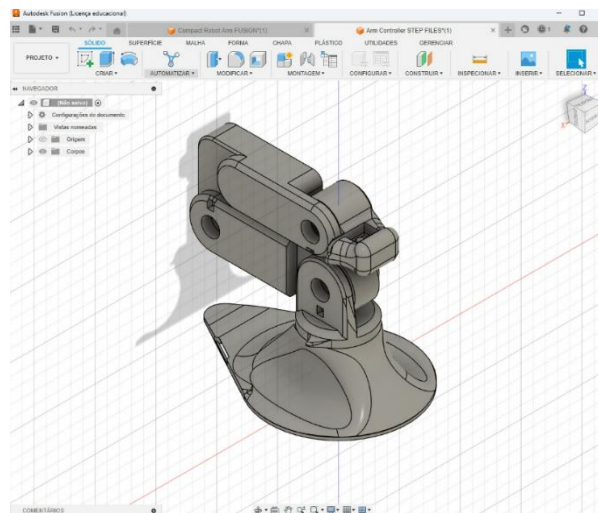 Autodesk Fusion (Licença educacional)
Compact Robot Arm FUSION*(1)
Arm Controller STEP FILES*(1)
SÓLIDO SUPERFÍCIE MALHA FORMA CHAPA PLÁSTICO UTILIDADES GERENCIAR
PROJETO
CRIAR AUTOMATIZAR MODIFICAR MONTAGEM CONFIGURAR CONSTRUIR INSPECIONAR INSERIR SELECIONAR
NAVEGADOR
(Não salvo)
Configurações do documento
Vistas nomeadas
Origem
Corpos
COMENTÁRIOS